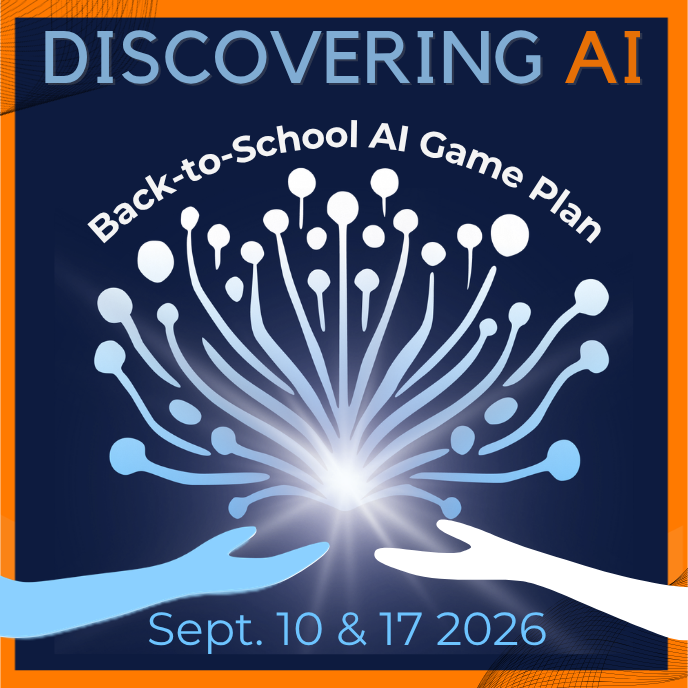 DISCOVERING AI
Back-to-School AI Game Plan
Sept. 10 & 17 2026